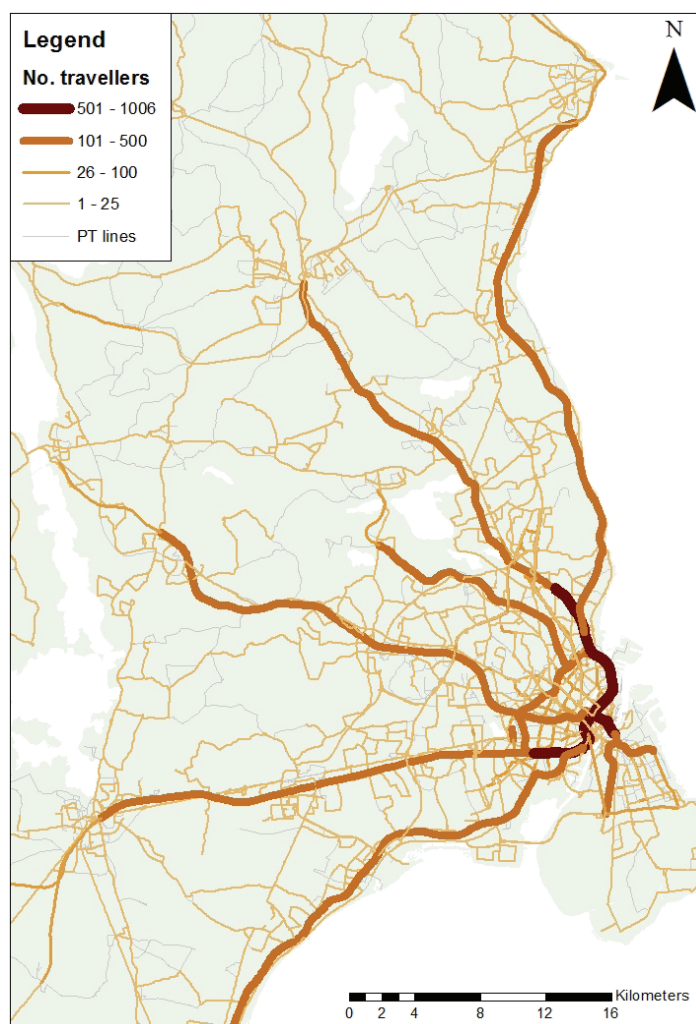 Legend
No. travellers
501 - 1006
101 - 500
26 - 100
1 - 25
PT lines
N
Kilometers
0 2 4 8 12 16